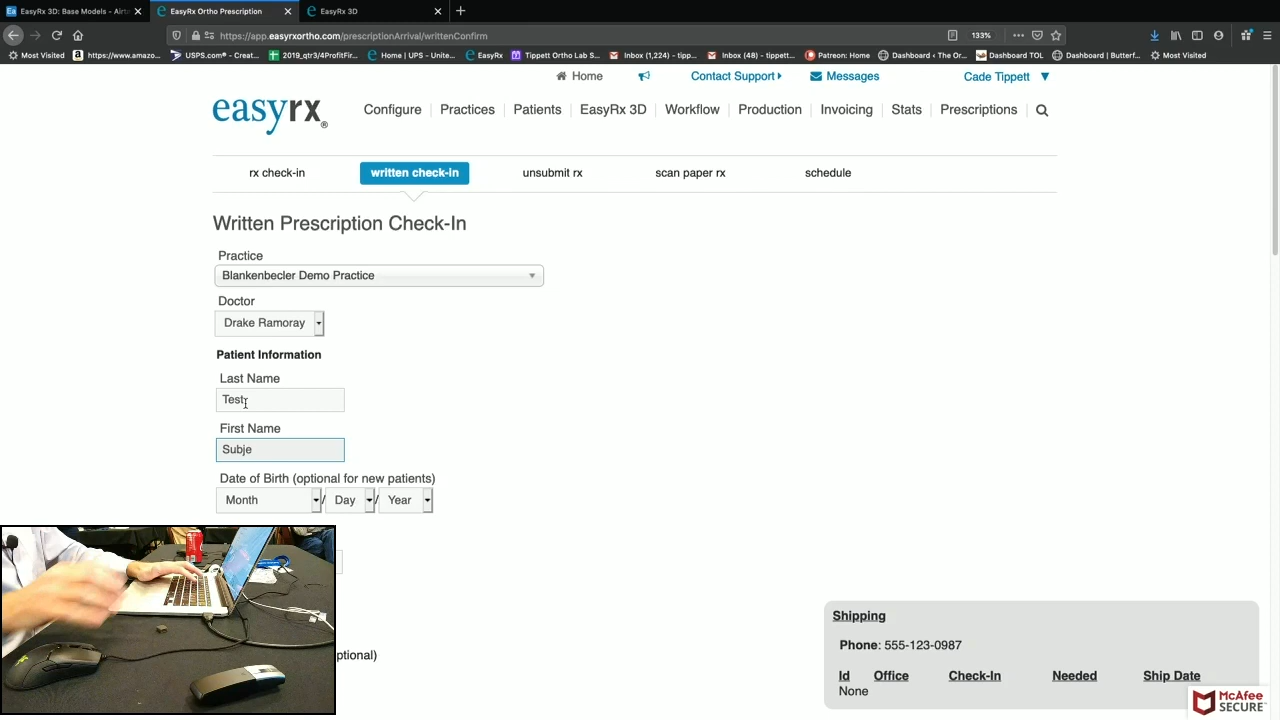 EasyRx 3D: Base Models - Airta
EasyRx Ortho Prescription
EasyRx 3D
https://app.easyrxortho.com/prescriptionArrival/writtenConfirm
133%
Most Visited
https://www.amazo...
USPS.com® - Creat...
2019_qtr3/4ProfitFir...
Home | UPS - Unite...
EasyRx
Tippett Ortho Lab S...
Inbox (1,224) - tipp...
Inbox (48) - tippett...
Patreon: Home
Dashboard ‹ The Or...
Dashboard TOL
Dashboard ‹ Butterf...
Most Visited
Home
Contact Support
Messages
Cade Tippett ▼
easyrx®
Configure | Practices | Patients | EasyRx 3D | Workflow | Production | Invoicing | Stats | Prescriptions
rx check-in
written check-in
unsubmit rx
scan paper rx
schedule
Written Prescription Check-In
Practice
Blankenbecler Demo Practice
Doctor
Drake Ramoray
Patient Information
Last Name
Test
First Name
Subje
Date of Birth (optional for new patients)
Month / Day / Year
ptional)
Shipping
Phone: 555-123-0987
Id Office Check-In Needed Ship Date
None
McAfee
SECURE™